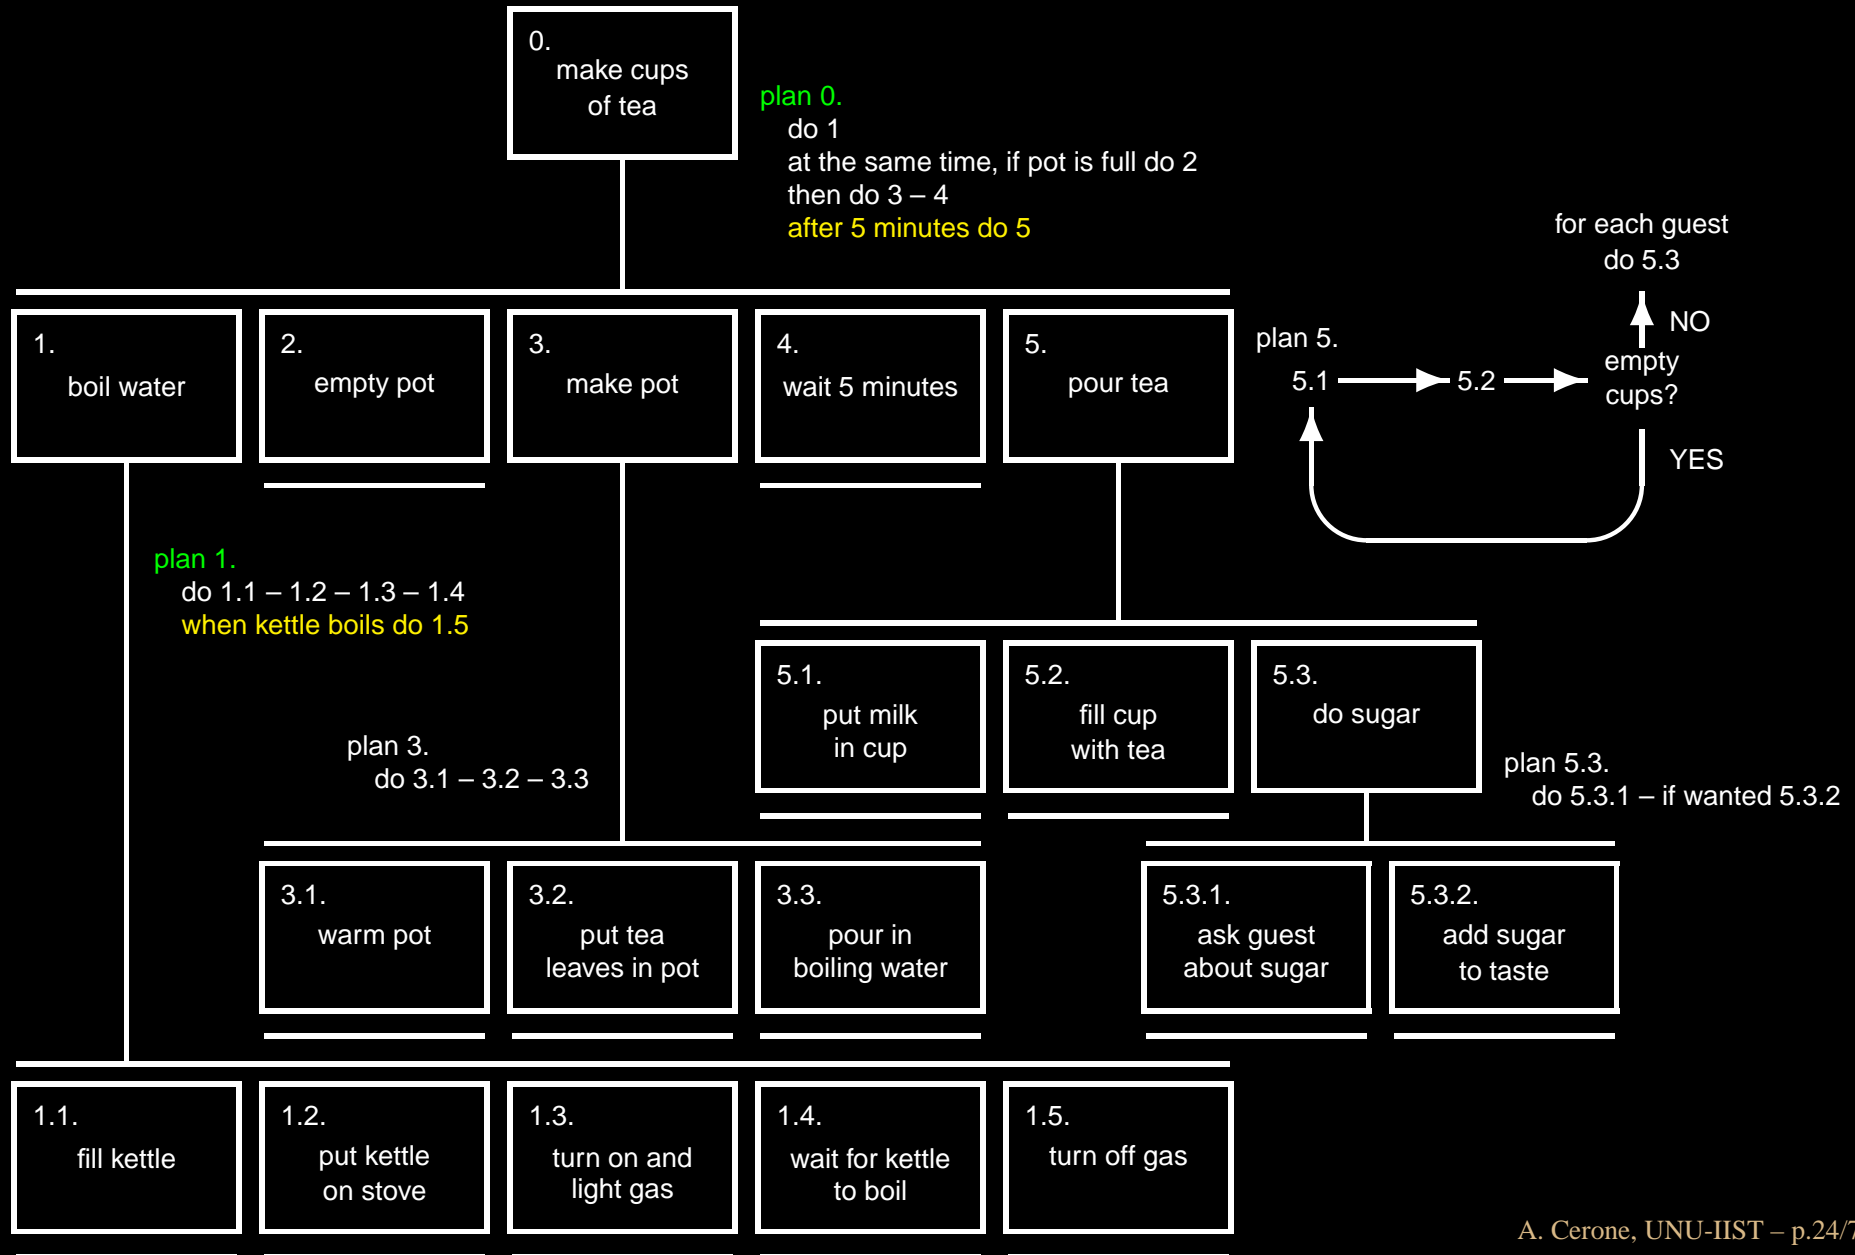 0.
make cups
of tea
plan 0.
do 1
at the same time, if pot is full do 2
then do 3 – 4
after 5 minutes do 5
for each guest
do 5.3
NO
empty
cups?
YES
plan 5.
5.1
5.2
1.
boil water
2.
empty pot
3.
make pot
4.
wait 5 minutes
5.
pour tea
plan 1.
do 1.1 – 1.2 – 1.3 – 1.4
when kettle boils do 1.5
plan 3.
do 3.1 – 3.2 – 3.3
5.1.
put milk
in cup
5.2.
fill cup
with tea
5.3.
do sugar
plan 5.3.
do 5.3.1 – if wanted 5.3.2
3.1.
warm pot
3.2.
put tea
leaves in pot
3.3.
pour in
boiling water
5.3.1.
ask guest
about sugar
5.3.2.
add sugar
to taste
1.1.
fill kettle
1.2.
put kettle
on stove
1.3.
turn on and
light gas
1.4.
wait for kettle
to boil
1.5.
turn off gas
A. Cerone, UNU-IIST – p.24/7